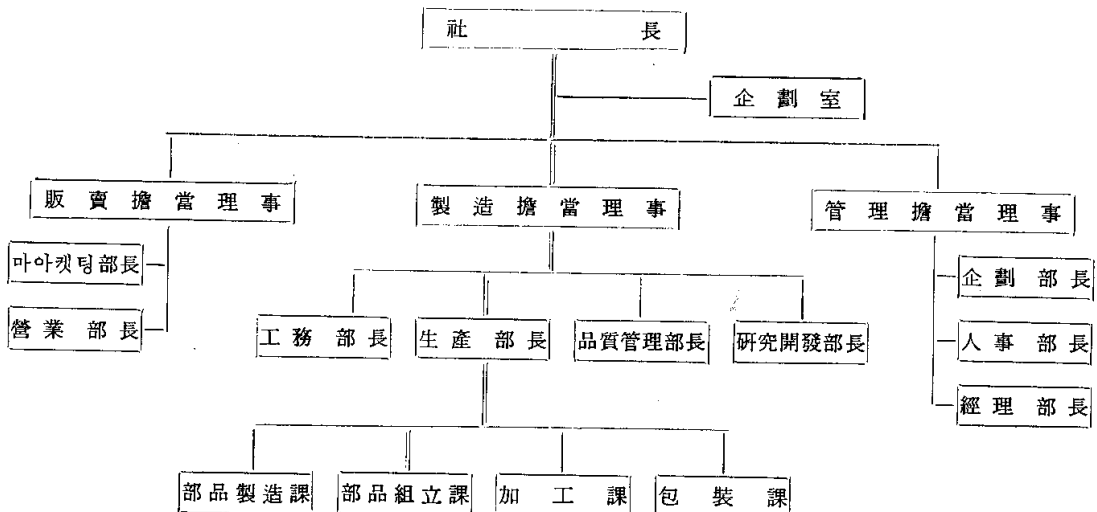 社長
企劃室
販賣擔當理事
製造擔當理事
管理擔當理事
마아켓팅部長
營業部長
工務部長
生產部長
品質管理部長
硏究開發部長
企劃部長
人事部長
經理部長
部品製造課
部品組立課
加工課
包裝課